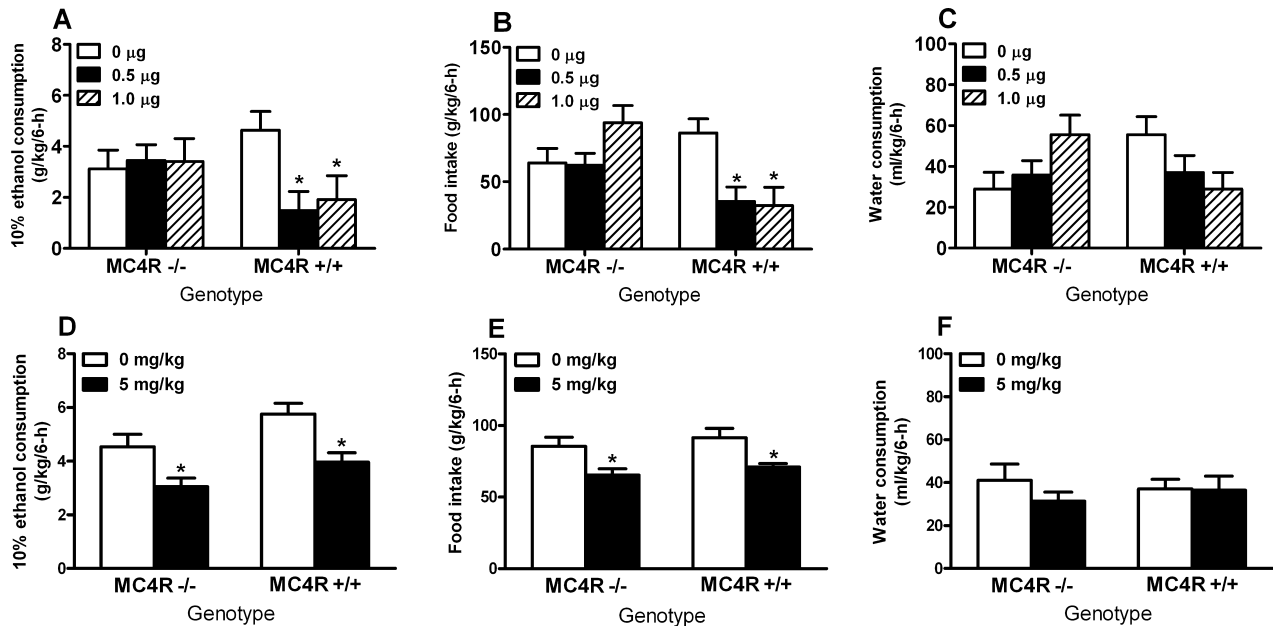 A
10% ethanol consumption
(g/kg/6-h)
8
6
4
2
0
0 µg
0.5 µg
1.0 µg
*
*
MC4R -/-
MC4R +/+
Genotype
B
Food intake (g/kg/6-h)
150
100
50
0
0 µg
0.5 µg
1.0 µg
*
*
MC4R -/-
MC4R +/+
Genotype
C
Water consumption
(ml/kg/6-h)
100
80
60
40
20
0
0 µg
0.5 µg
1.0 µg
MC4R -/-
MC4R +/+
Genotype
D
10% ethanol consumption
(g/kg/6-h)
8
6
4
2
0
0 mg/kg
5 mg/kg
*
*
MC4R -/-
MC4R +/+
Genotype
E
Food intake (g/kg/6-h)
150
100
50
0
0 mg/kg
5 mg/kg
*
*
MC4R -/-
MC4R +/+
Genotype
F
Water consumption
(ml/kg/6-h)
100
80
60
40
20
0
0 mg/kg
5 mg/kg
MC4R -/-
MC4R +/+
Genotype